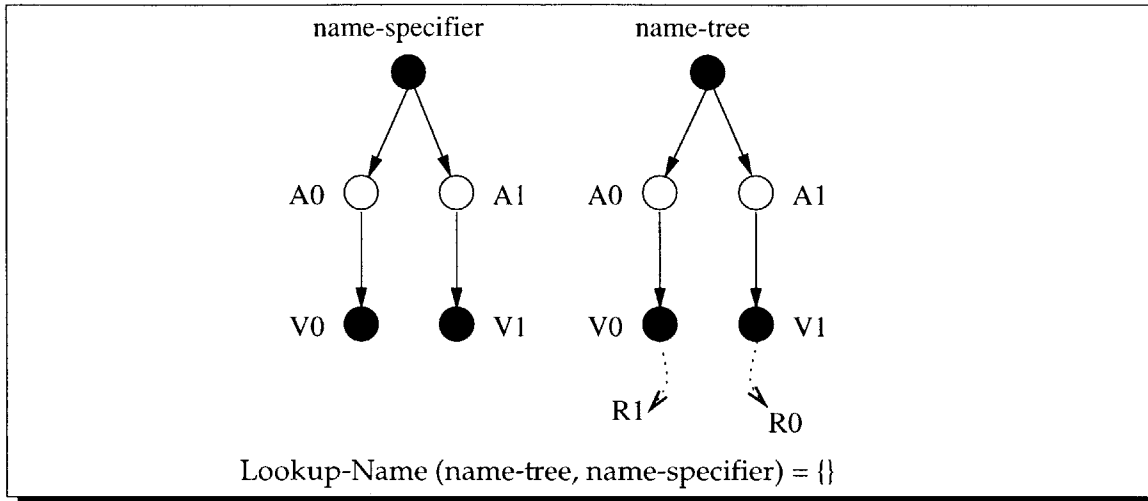 name-specifier name-tree
A0 A1 A0 A1
V0 V1 V0 V1
R1 R0
Lookup-Name (name-tree, name-specifier) = {}